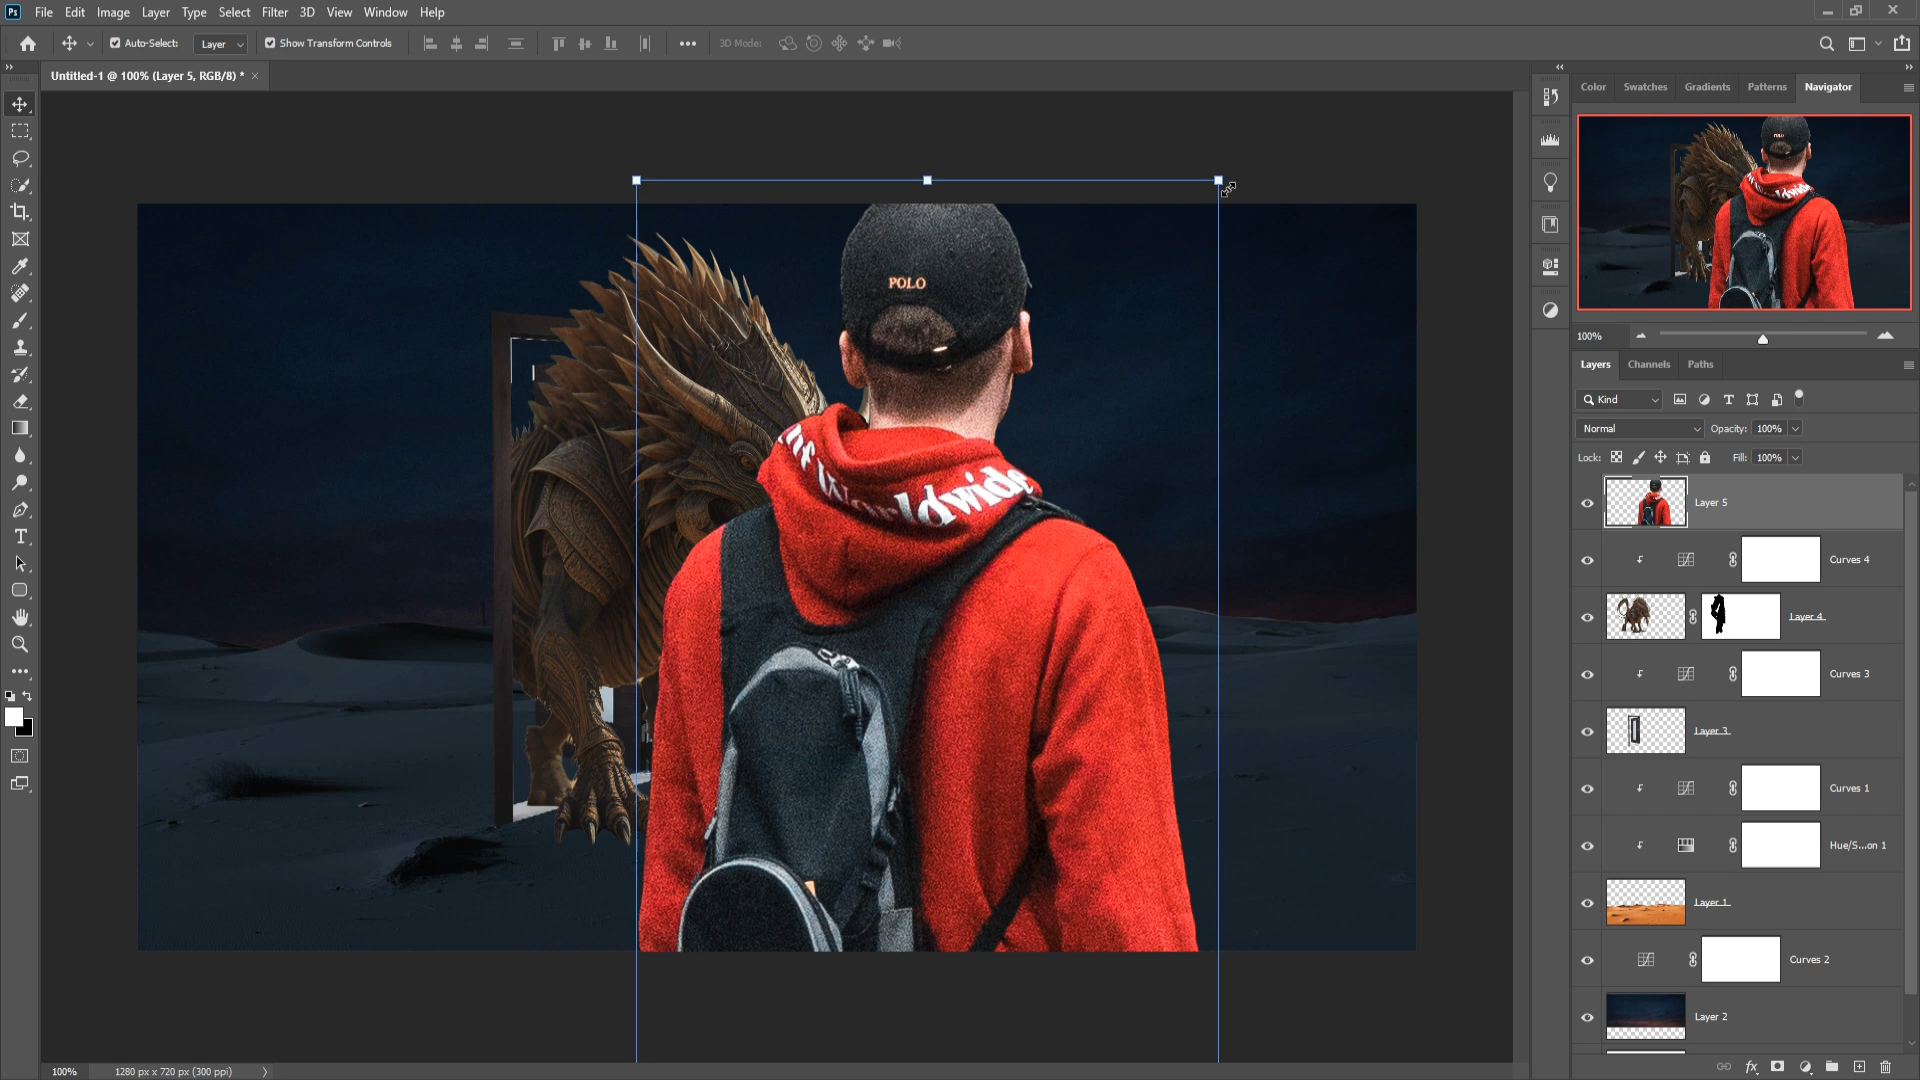 Ps File Edit Image Layer Type Select Filter 3D View Window Help
Auto-Select: Layer Show Transform Controls 3D Mode:
Untitled-1 @ 100% (Layer 5, RGB/8) * ×
Color Swatches Gradients Patterns Navigator
POLO
Worldwide
100%
Layers Channels Paths
Kind
Normal Opacity: 100%
Lock: Fill: 100%
Layer 5
Curves 4
Layer 4
Curves 3
Layer 3
Curves 1
Hue/S...on 1
Layer 1
Curves 2
Layer 2
100% 1280 px x 720 px (300 ppi)